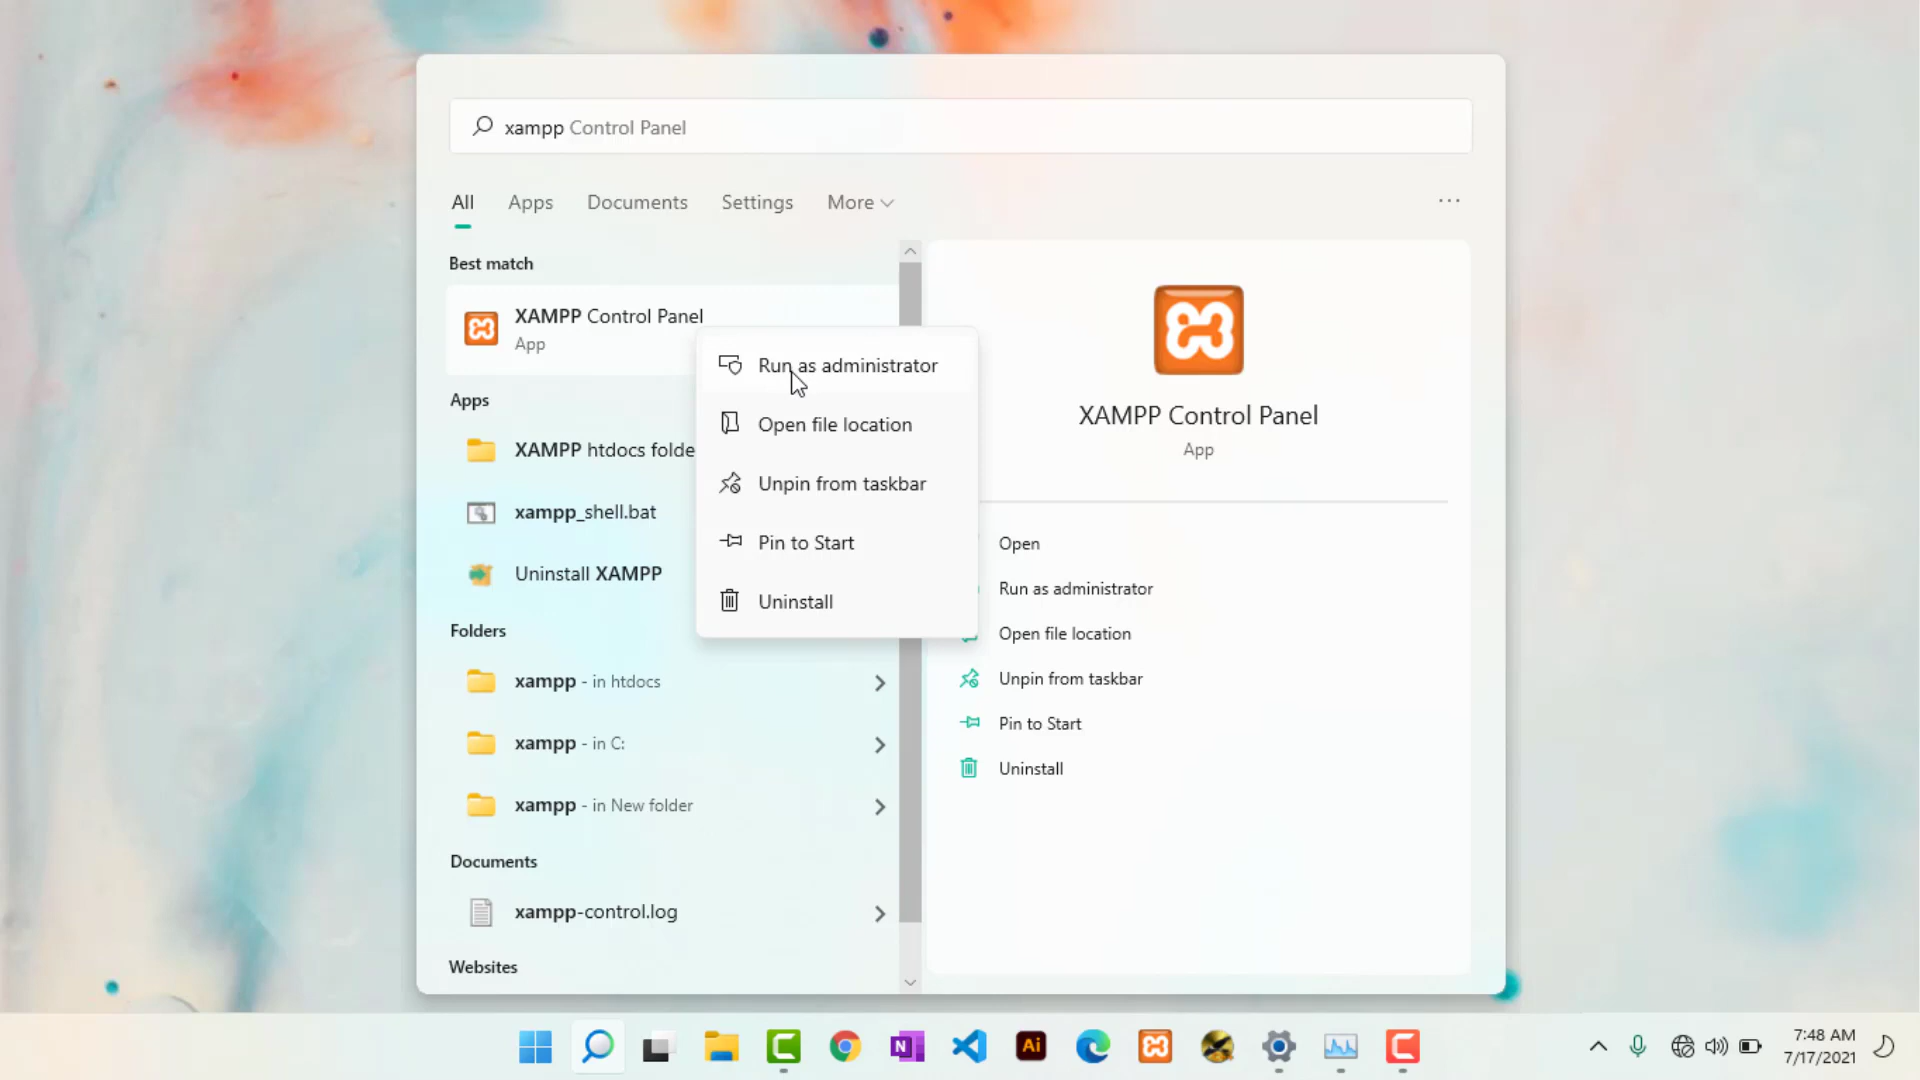 xampp Control Panel
All Apps Documents Settings More
Best match
XAMPP Control Panel
App
Apps
XAMPP htdocs folde
xampp_shell.bat
Uninstall XAMPP
Folders
xampp - in htdocs
xampp - in C:
xampp - in New folder
Documents
xampp-control.log
Websites
Run as administrator
Open file location
Unpin from taskbar
Pin to Start
Uninstall
XAMPP Control Panel
App
Open
Run as administrator
Open file location
Unpin from taskbar
Pin to Start
Uninstall
N
Ai
7:48 AM
7/17/2021